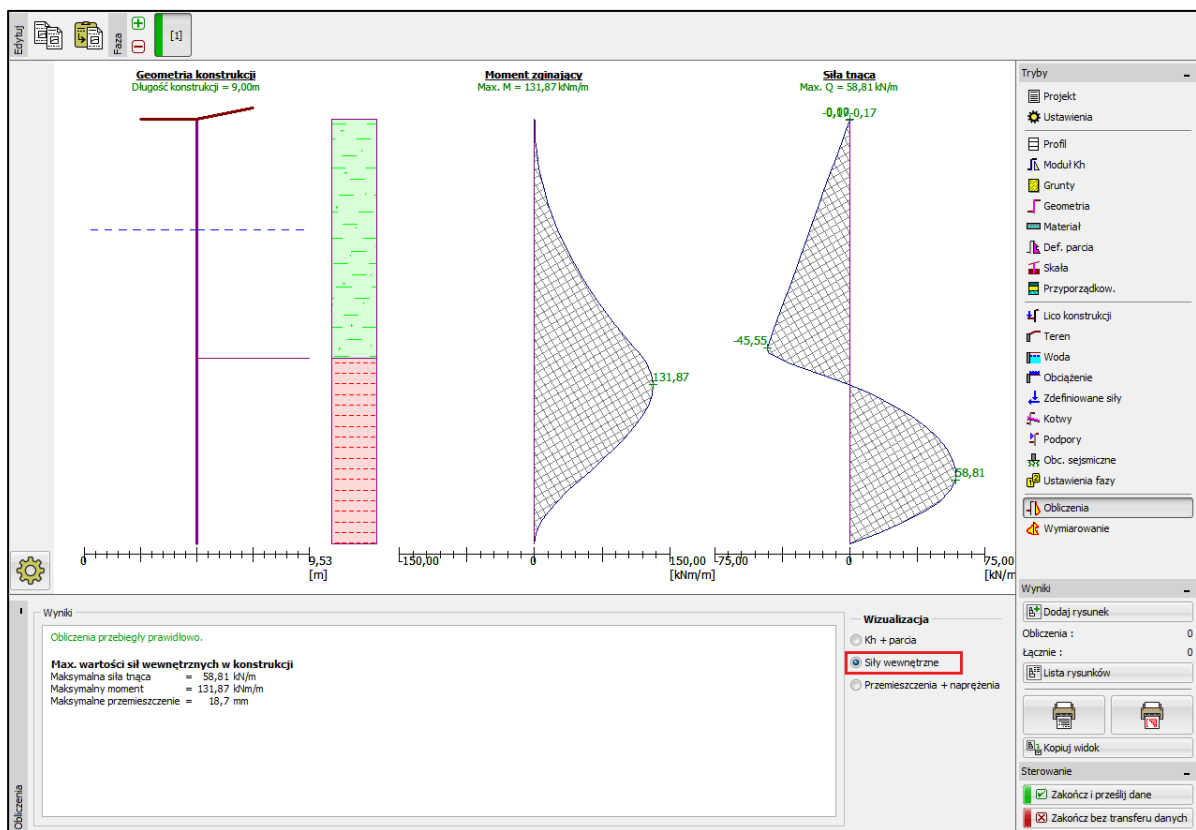 Edytuj
Faza
[1]
Geometria konstrukcji
Długość konstrukcji = 9,00m
Moment zginający
Max. M = 131,87 kNm/m
Siła tnąca
Max. Q = 58,81 kN/m
-0,17
-45,55
131,87
58,81
0
9,53
[m]
-150,00
0
150,00
[kNm/m]
-75,00
0
75,00
[kN/m
Tryby
Projekt
Ustawienia
Profil
Moduł Kh
Grunty
Geometria
Materiał
Def. parcia
Skała
Przyporządkow.
Lico konstrukcji
Teren
Woda
Obciążenie
Zdefiniowane siły
Kotwy
Podpory
Obc. sejsmiczne
Ustawienia fazy
Obliczenia
Wymiarowanie
Obliczenia
Wyniki
Obliczenia przebiegły prawidłowo.
Max. wartości sił wewnętrznych w konstrukcji
Maksymalna siła tnąca = 58,81 kN/m
Maksymalny moment = 131,87 kNm/m
Maksymalne przemieszczenie = 18,7 mm
Wizualizacja
Kh + parcia
Siły wewnętrzne
Przemieszczenia + naprężenia
Wyniki
Dodaj rysunek
Obliczenia : 0
Łącznie : 0
Lista rysunków
Kopiuj widok
Sterowanie
Zakończ i prześlij dane
Zakończ bez transferu danych